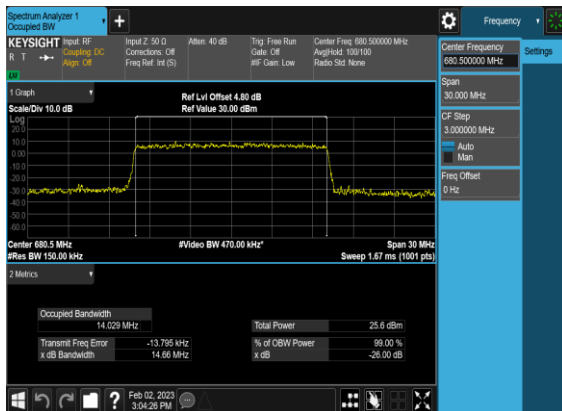 Spectrum Analyzer 1
Occupied BW
+
Frequency
KEYSIGHT
R T
LXI
Input: RF
Coupling: DC
Align: Off
Input Z: 50 Ω
Corrections: Off
Freq Ref: Int (S)
Atten: 40 dB
Trig: Free Run
Gate: Off
#IF Gain: Low
Center Freq: 680.500000 MHz
Avg|Hold: 100/100
Radio Std: None
Center Frequency
680.500000 MHz
Settings
Span
30.000 MHz
CF Step
3.000000 MHz
Auto
Man
Freq Offset
0 Hz
1 Graph
Scale/Div 10.0 dB
Ref Lvl Offset 4.80 dB
Ref Value 30.00 dBm
Log
20.0
10.0
0.00
-10.0
-20.0
-30.0
-40.0
-50.0
-60.0
Center 680.5 MHz
#Res BW 150.00 kHz
#Video BW 470.00 kHz*
Span 30 MHz
Sweep 1.67 ms (1001 pts)
2 Metrics
Occupied Bandwidth
14.029 MHz
Total Power 25.6 dBm
Transmit Freq Error -13.795 kHz
% of OBW Power 99.00 %
x dB Bandwidth 14.66 MHz
x dB -26.00 dB
?
Feb 02, 2023
3:04:26 PM